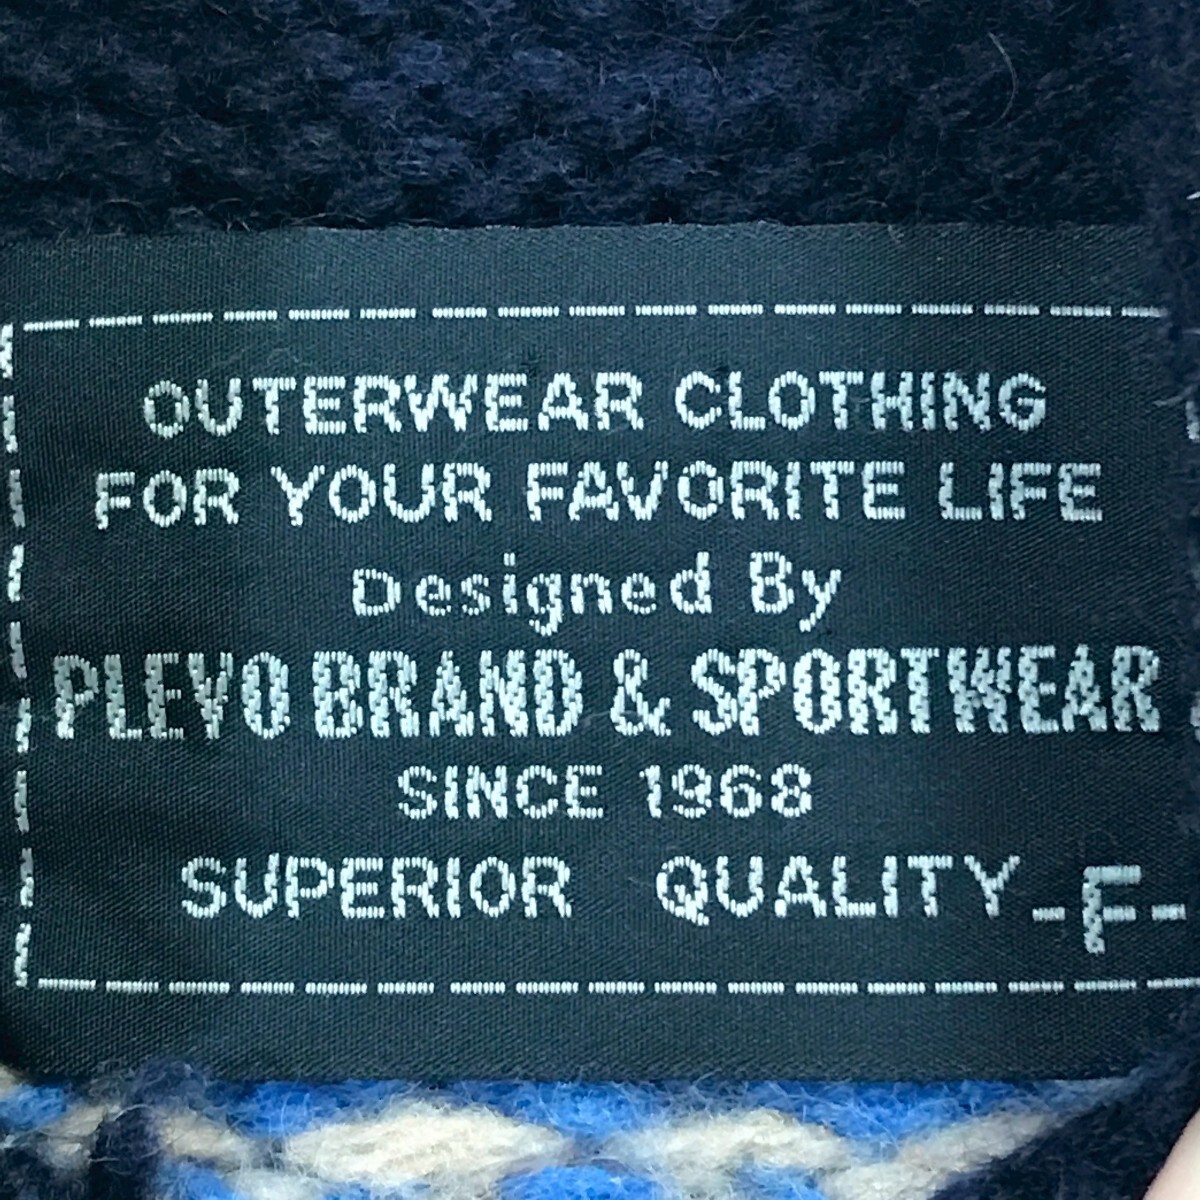 OUTERWEAR CLOTHING
FOR YOUR FAVORITE LIFE
Designed By
PLEVO BRAND & SPORTWEAR
SINCE 1968
SUPERIOR QUALITY -F-